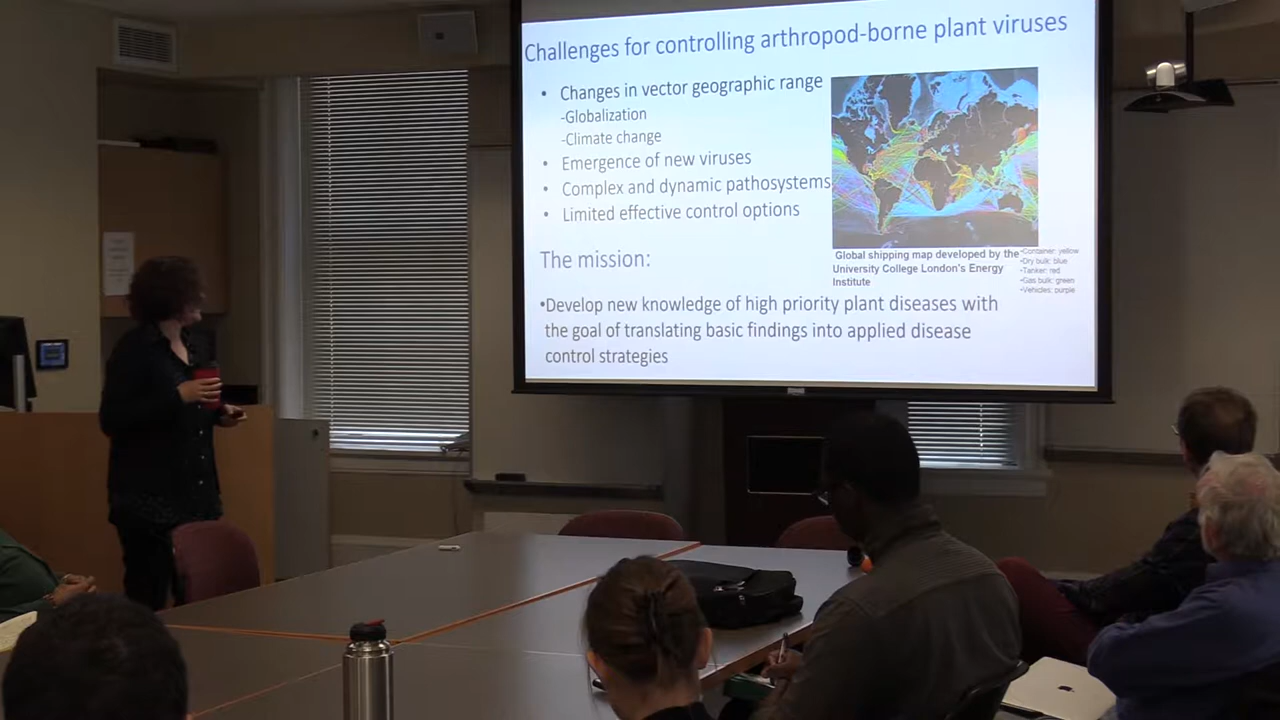 Challenges for controlling arthropod-borne plant viruses
• Changes in vector geographic range
-Globalization
-Climate change
• Emergence of new viruses
• Complex and dynamic pathosystems
• Limited effective control options
Global shipping map developed by the
University College London's Energy
Institute
•Container: yellow
•Dry bulk: blue
•Tanker: red
•Gas bulk: green
•Vehicles: purple
The mission:
•Develop new knowledge of high priority plant diseases with
the goal of translating basic findings into applied disease
control strategies